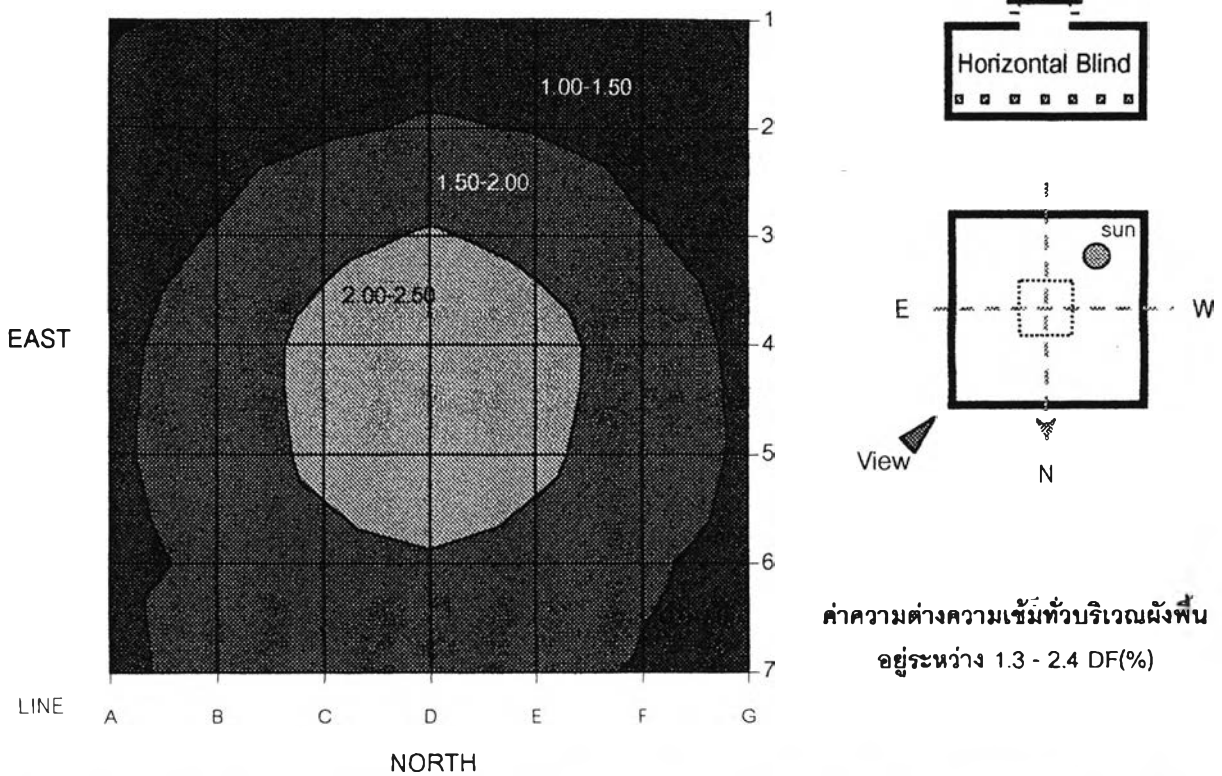 1
1.00-1.50
2
1.50-2.00
3
2.00-2.50
EAST
4
5
6
7
LINE
A B C D E F G
NORTH
Horizontal Blind
sun
E W
View
N
ค่าความต่างความเข้มทั่วบริเวณผังพื้น
อยู่ระหว่าง 1.3 - 2.4 DF(%)